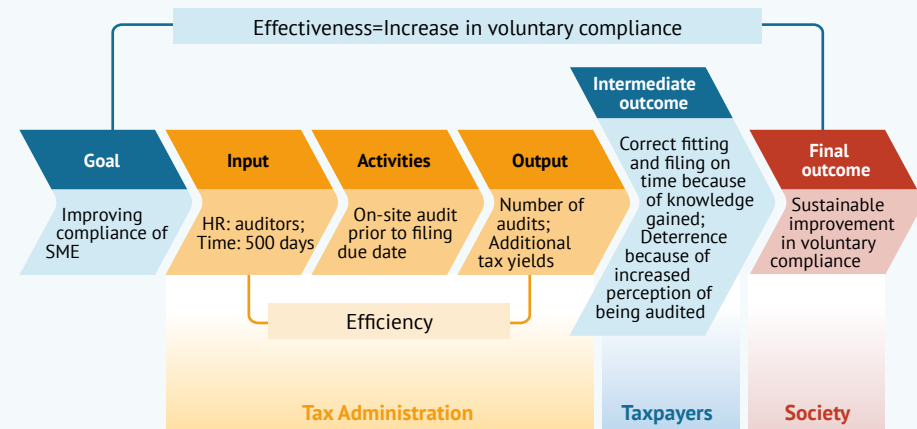 Effectiveness=Increase in voluntary compliance
Goal
Improving
compliance of
SME
Input
HR: auditors;
Time: 500 days
Activities
On-site audit
prior to filing
due date
Output
Number of
audits;
Additional
tax yields
Intermediate
outcome
Correct fitting
and filing on
time because
of knowledge
gained;
Deterrence
because of
increased
perception of
being audited
Final
outcome
Sustainable
improvement
in voluntary
compliance
Efficiency
Tax Administration
Taxpayers
Society